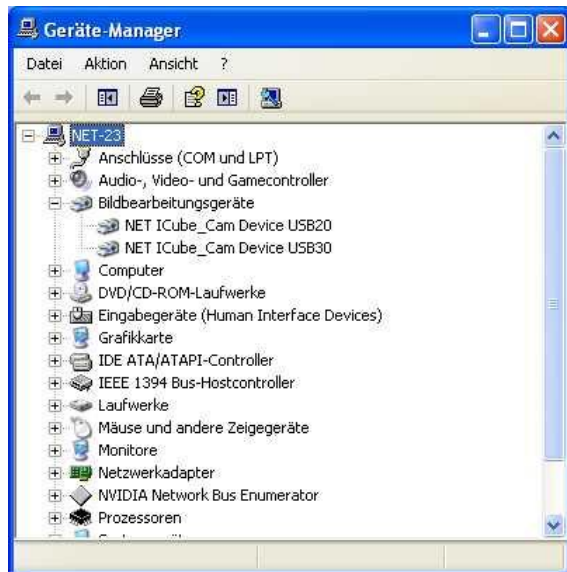 Geräte-Manager
Datei Aktion Ansicht ?
NET-23
Anschlüsse (COM und LPT)
Audio-, Video- und Gamecontroller
Bildbearbeitungsgeräte
NET ICube_Cam Device USB20
NET ICube_Cam Device USB30
Computer
DVD/CD-ROM-Laufwerke
Eingabegeräte (Human Interface Devices)
Grafikkarte
IDE ATA/ATAPI-Controller
IEEE 1394 Bus-Hostcontroller
Laufwerke
Mäuse und andere Zeigegeräte
Monitore
Netzwerkadapter
NVIDIA Network Bus Enumerator
Prozessoren